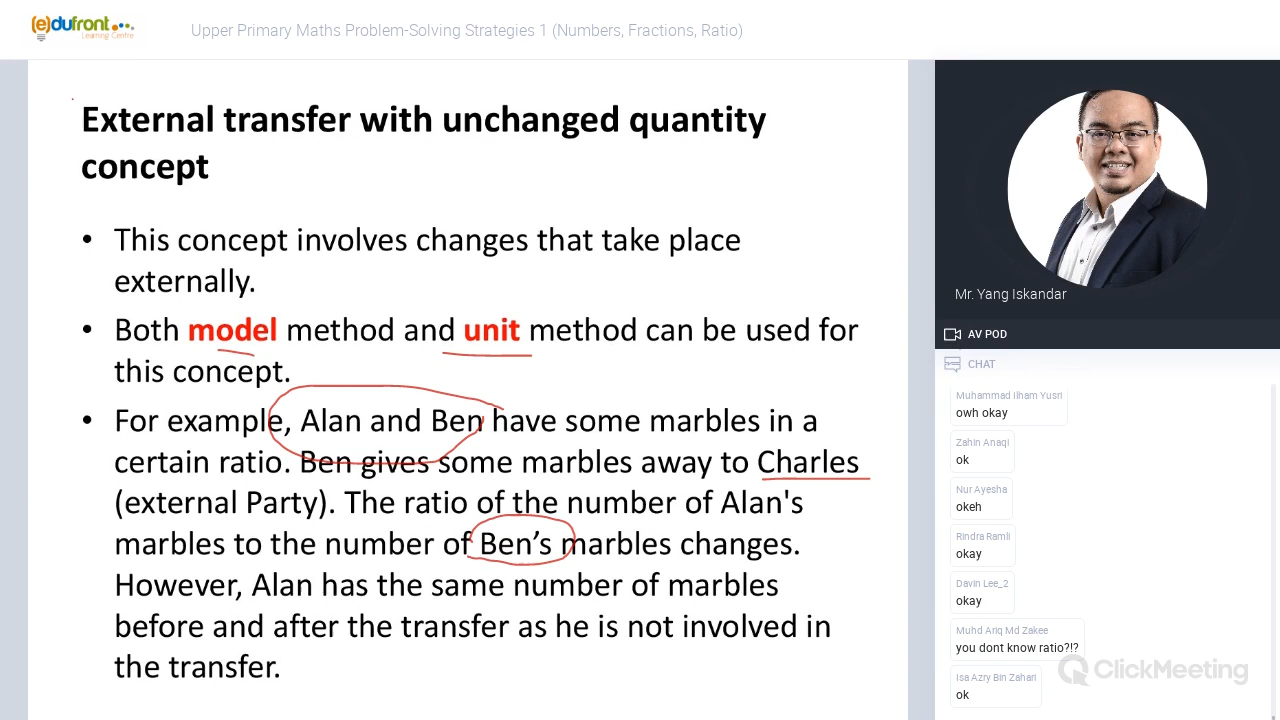 (e)dufront
Learning Centre
Upper Primary Maths Problem-Solving Strategies 1 (Numbers, Fractions, Ratio)
External transfer with unchanged quantity
concept
• This concept involves changes that take place
externally.
• Both model method and unit method can be used for
this concept.
• For example, Alan and Ben have some marbles in a
certain ratio. Ben gives some marbles away to Charles
(external Party). The ratio of the number of Alan's
marbles to the number of Ben’s marbles changes.
However, Alan has the same number of marbles
before and after the transfer as he is not involved in
the transfer.
Mr. Yang Iskandar
AV POD
CHAT
Muhammad Ilham Yusri
owh okay
Zahin Anaqi
ok
Nur Ayesha
okeh
Rindra Ramli
okay
Davin Lee_2
okay
Muhd Ariq Md Zakee
you dont know ratio?!?
Isa Azry Bin Zahari
ok
ClickMeeting